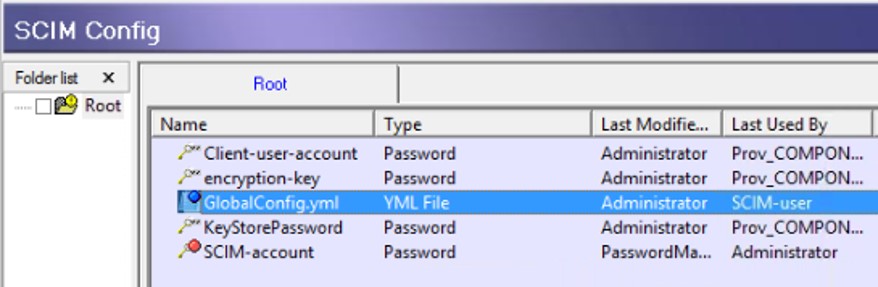 SCIM Config
Folder list X
Root
Root
Name Type Last Modifie... Last Used By
Client-user-account Password Administrator Prov_COMPON...
encryption-key Password Administrator Prov_COMPON...
GlobalConfig.yml YML File Administrator SCIM-user
KeyStorePassword Password Administrator Prov_COMPON...
SCIM-account Password PasswordMa... Administrator